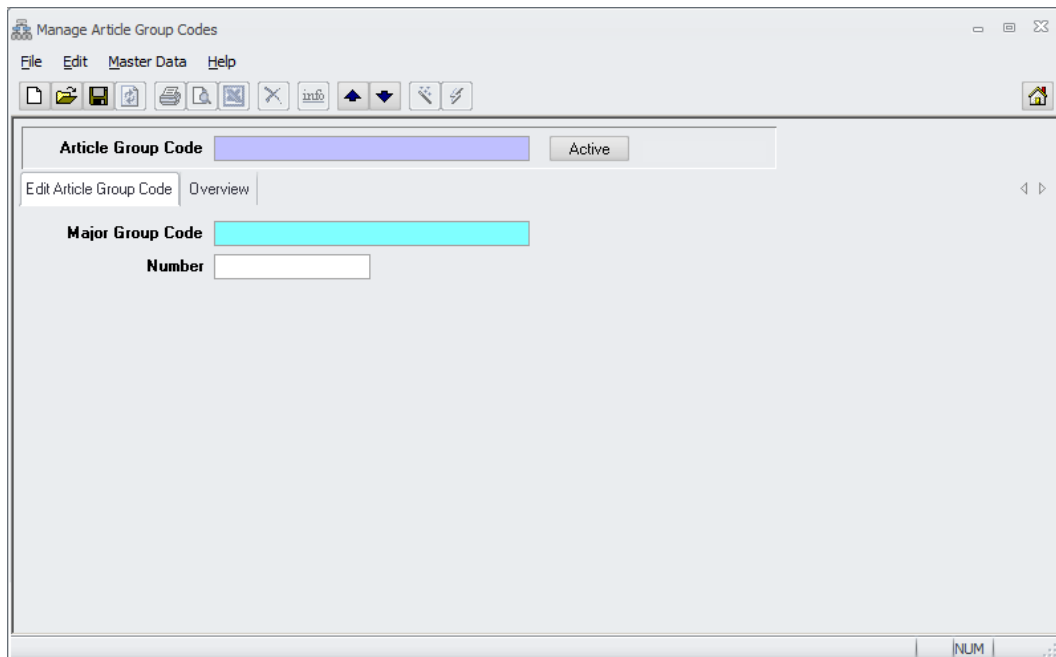 Manage Article Group Codes
File Edit Master Data Help
info
Article Group Code Active
Edit Article Group Code Overview
Major Group Code
Number
NUM